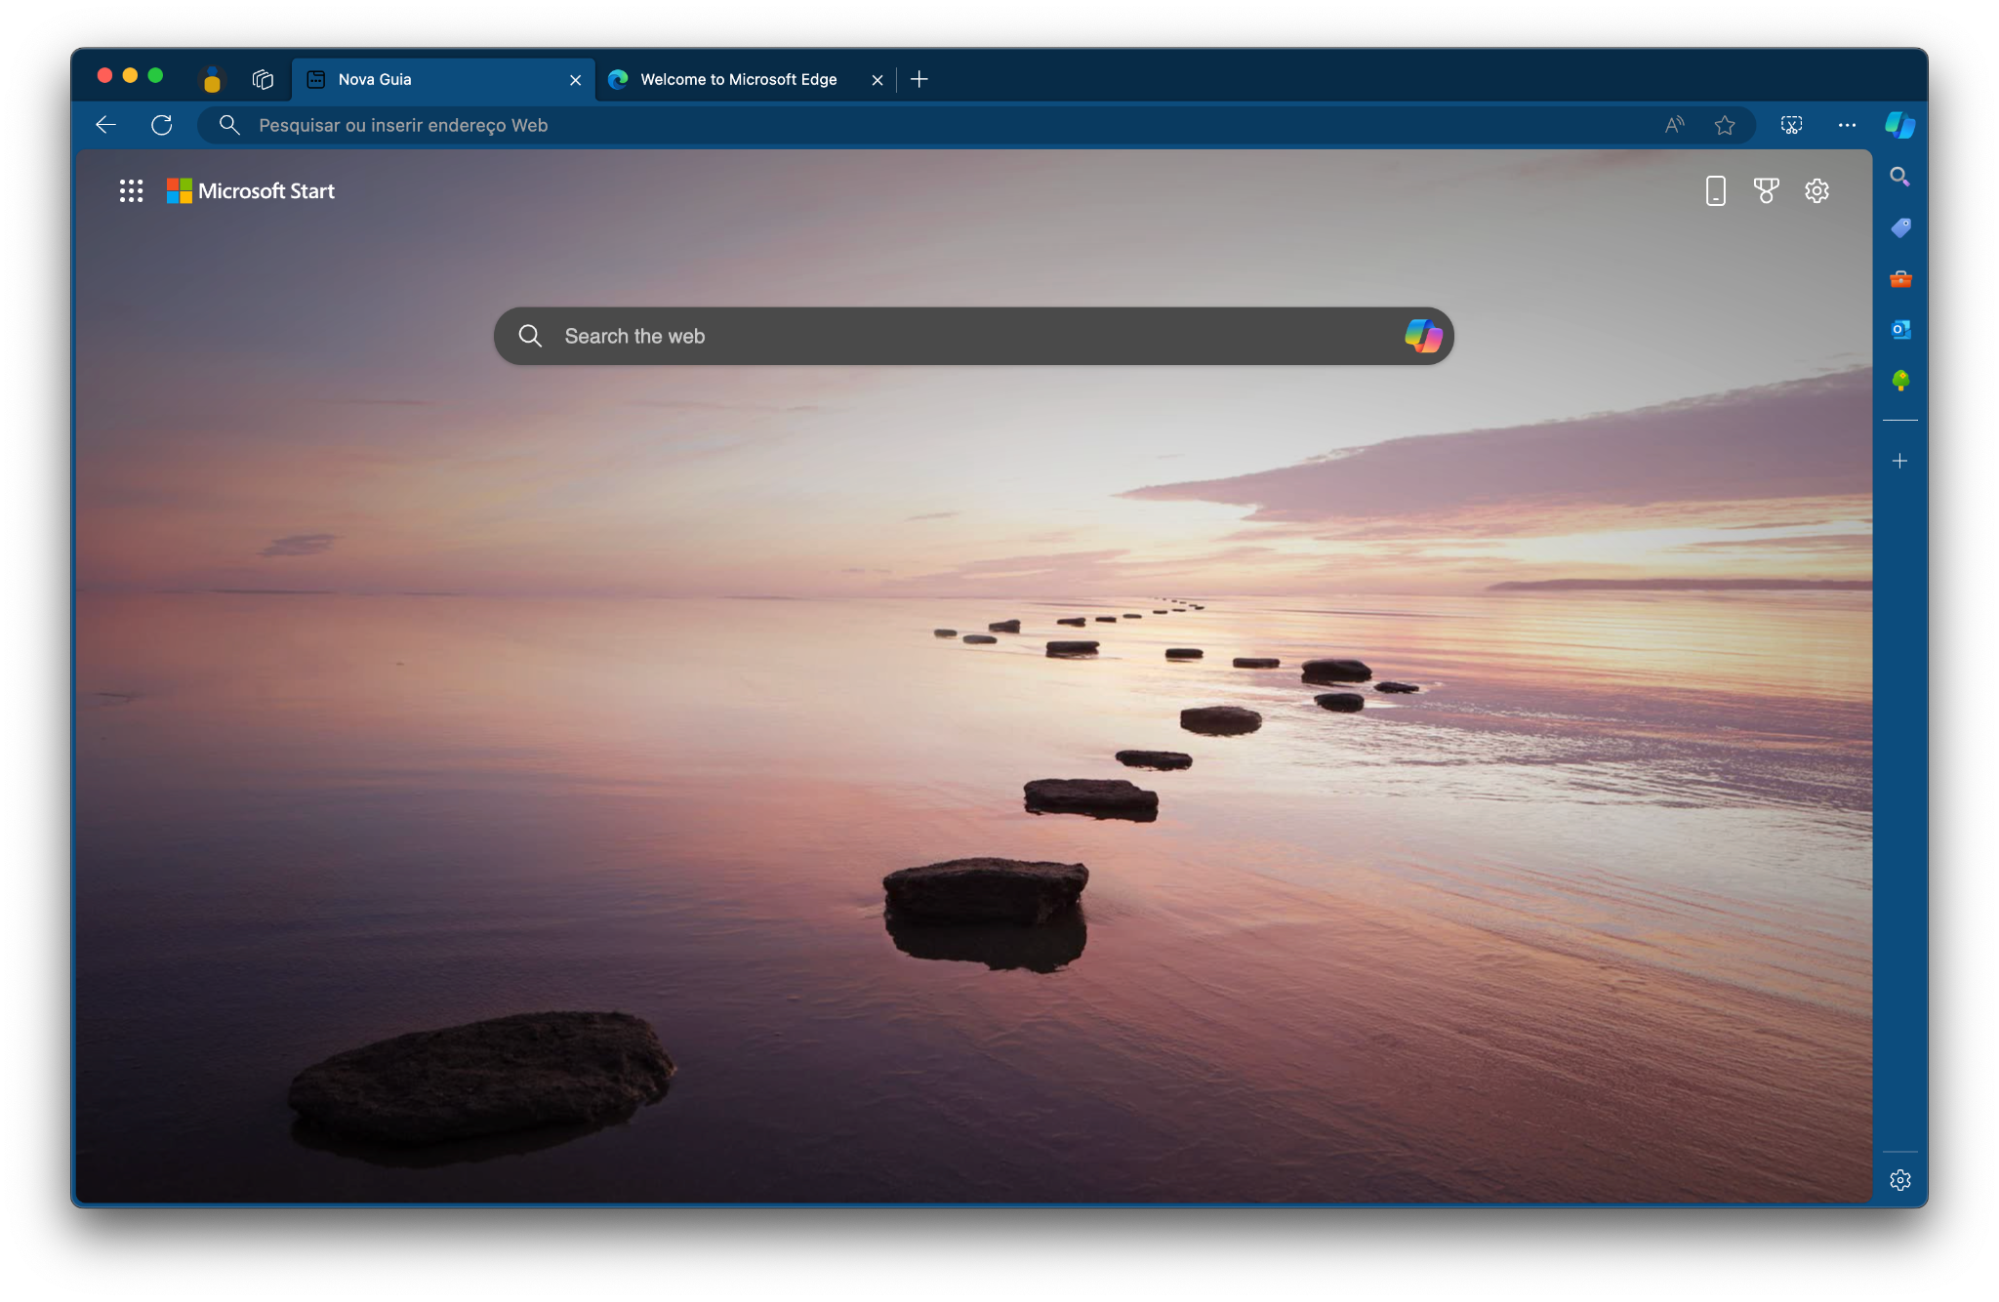 Nova Guia
Welcome to Microsoft Edge
Pesquisar ou inserir endereço Web
Microsoft Start
Search the web